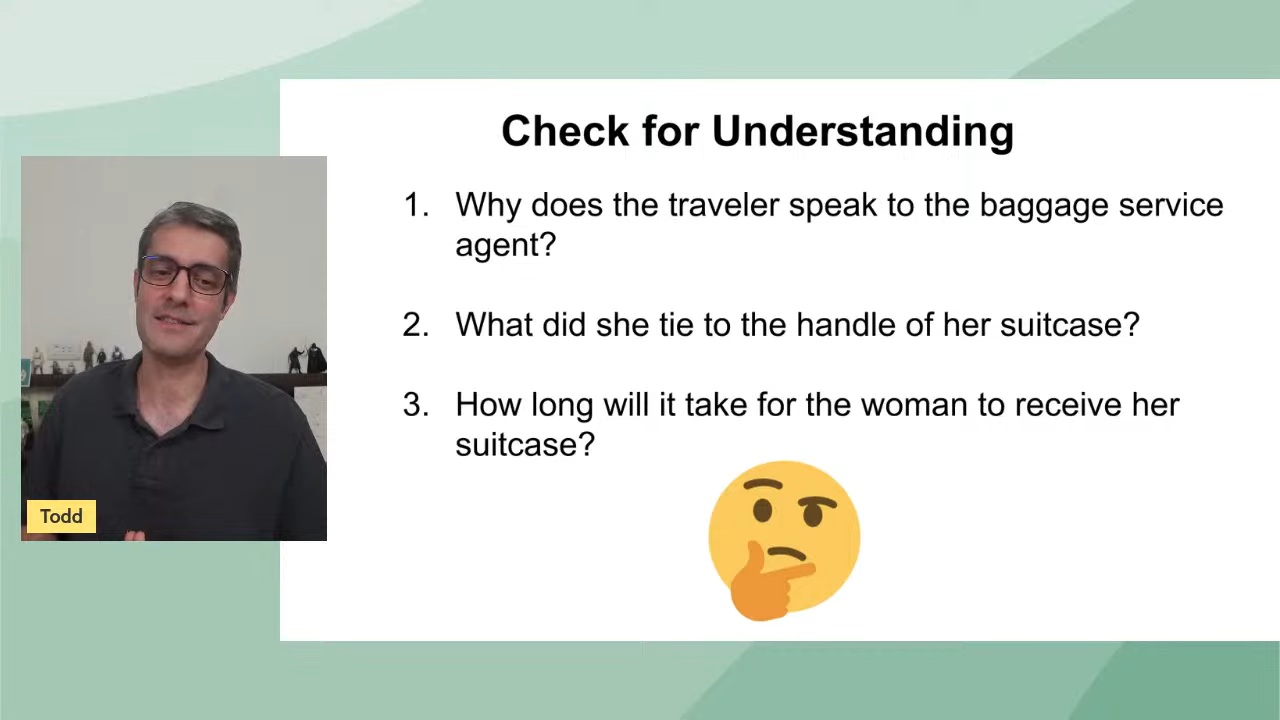 Check for Understanding
1. Why does the traveler speak to the baggage service
agent?
2. What did she tie to the handle of her suitcase?
3. How long will it take for the woman to receive her
suitcase?
Todd